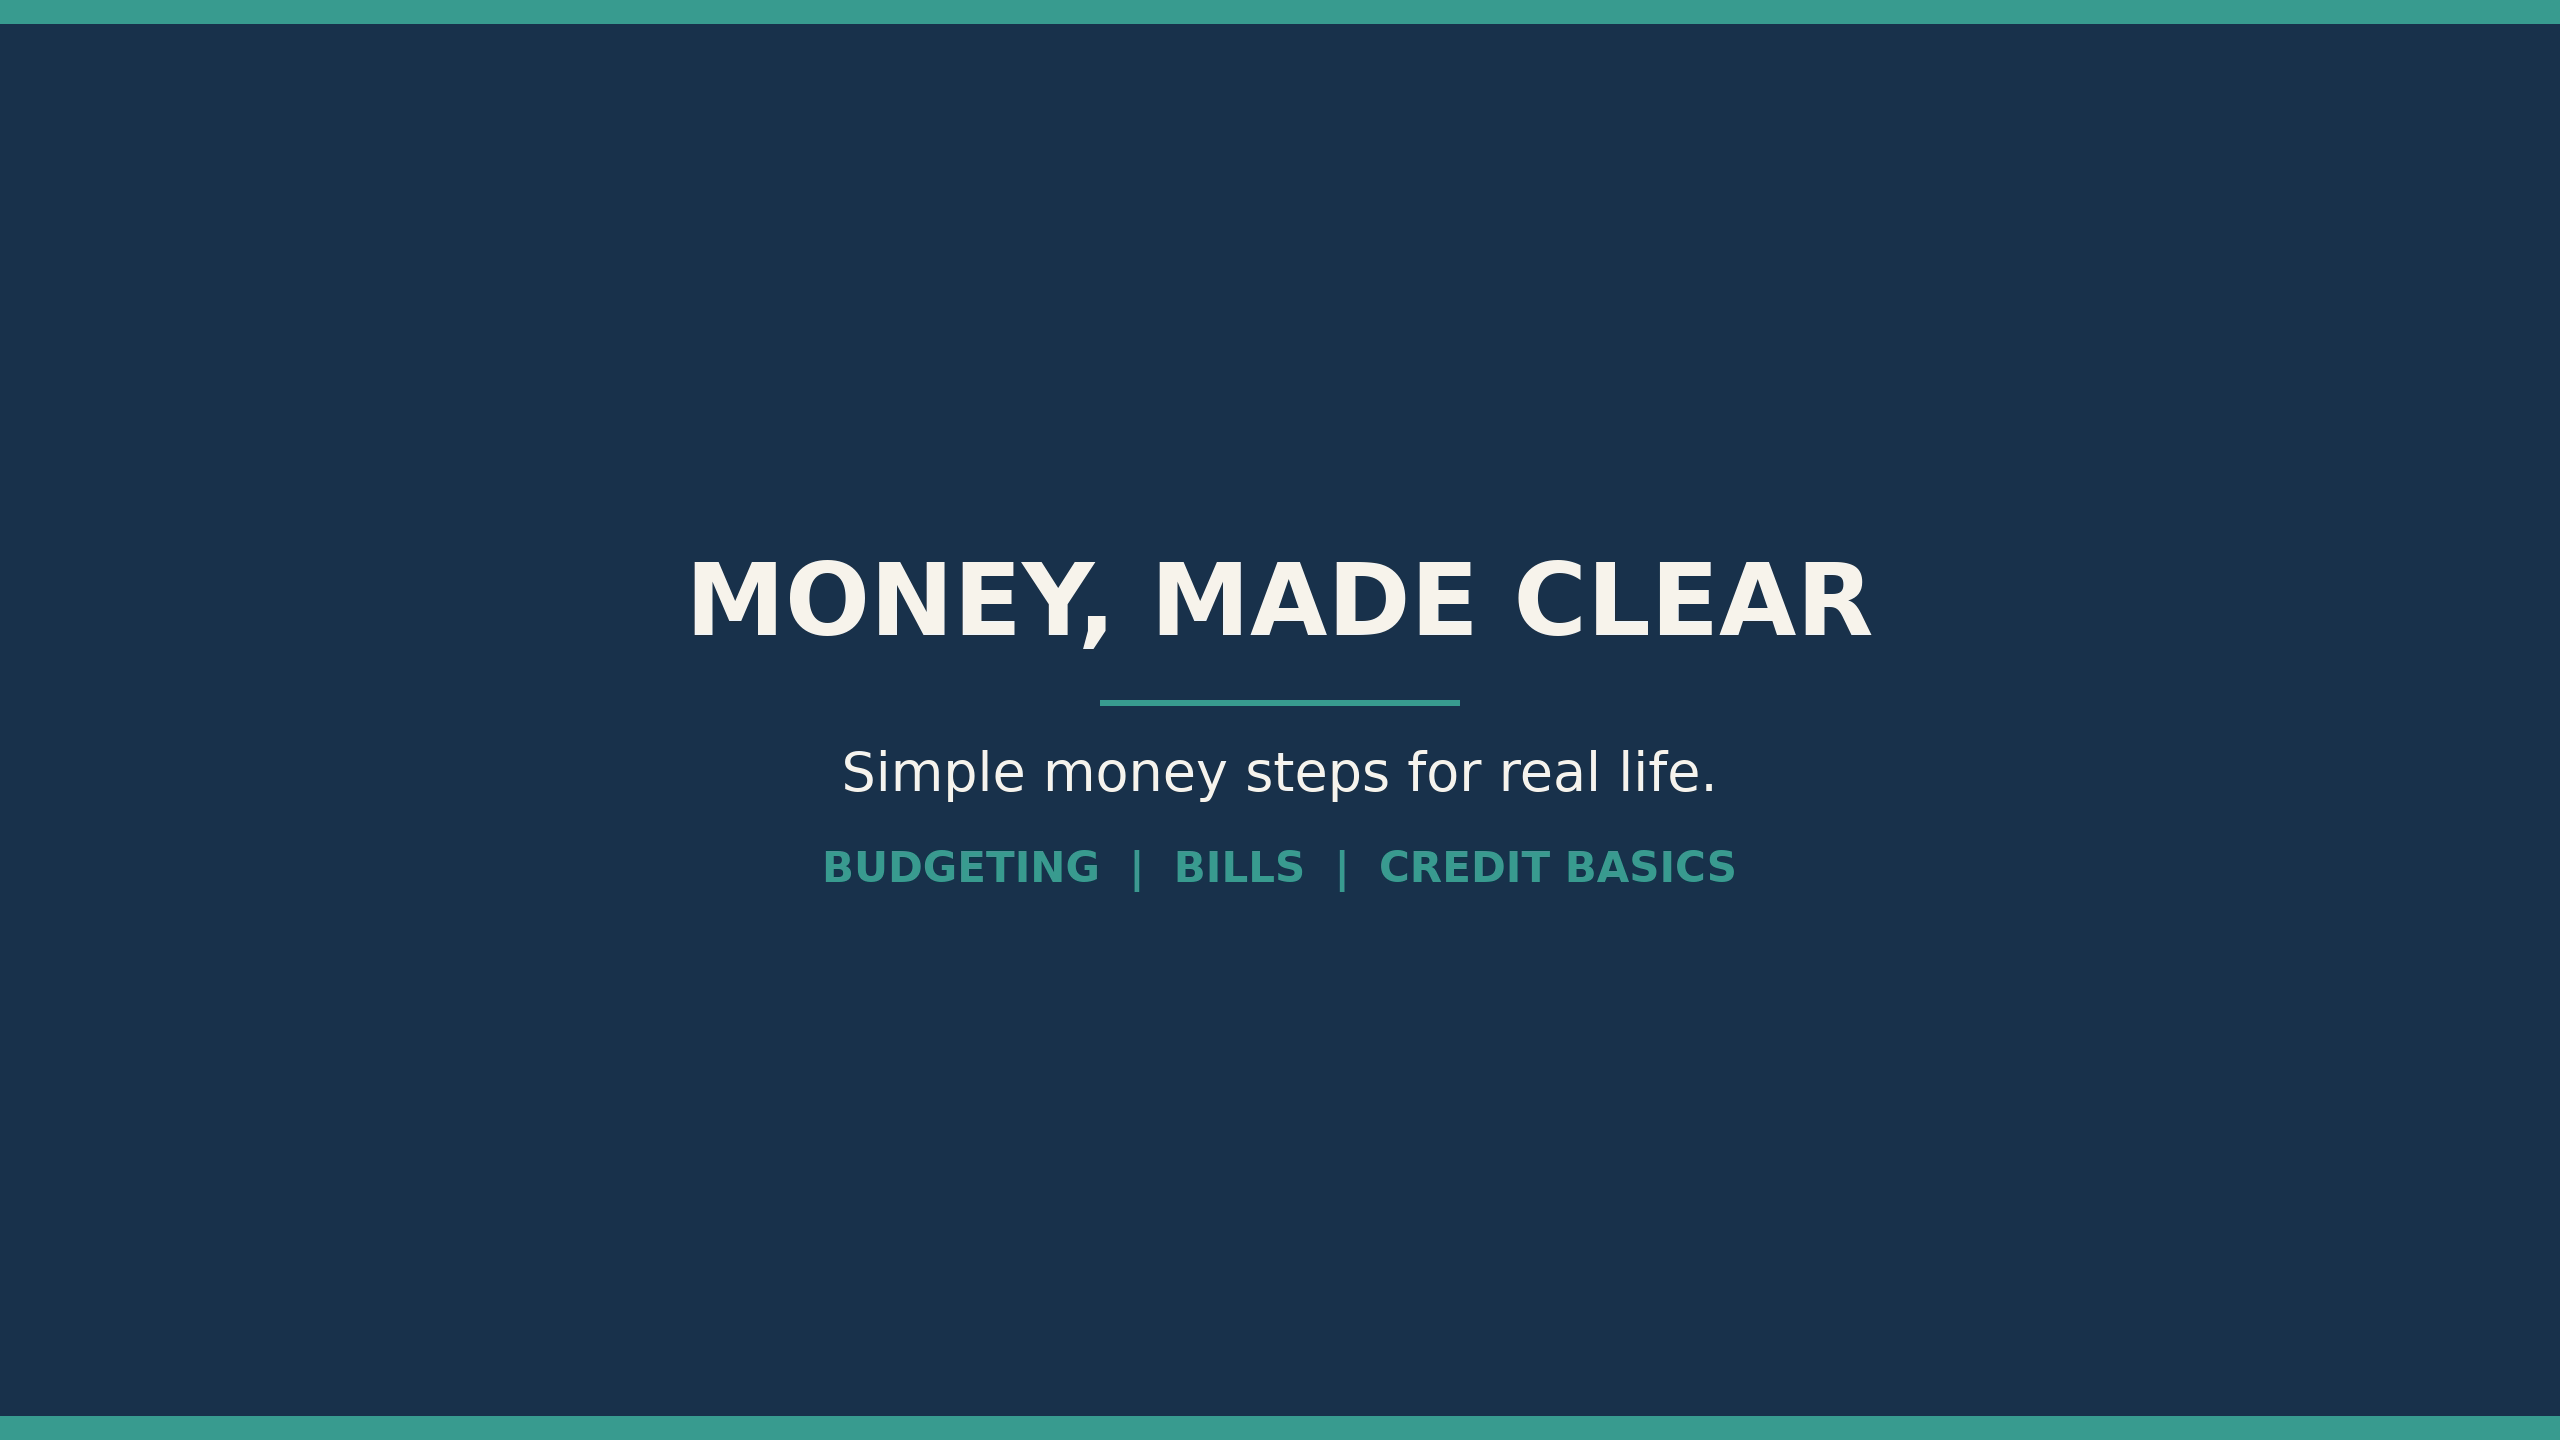 MONEY, MADE CLEAR
Simple money steps for real life.
BUDGETING | BILLS | CREDIT BASICS